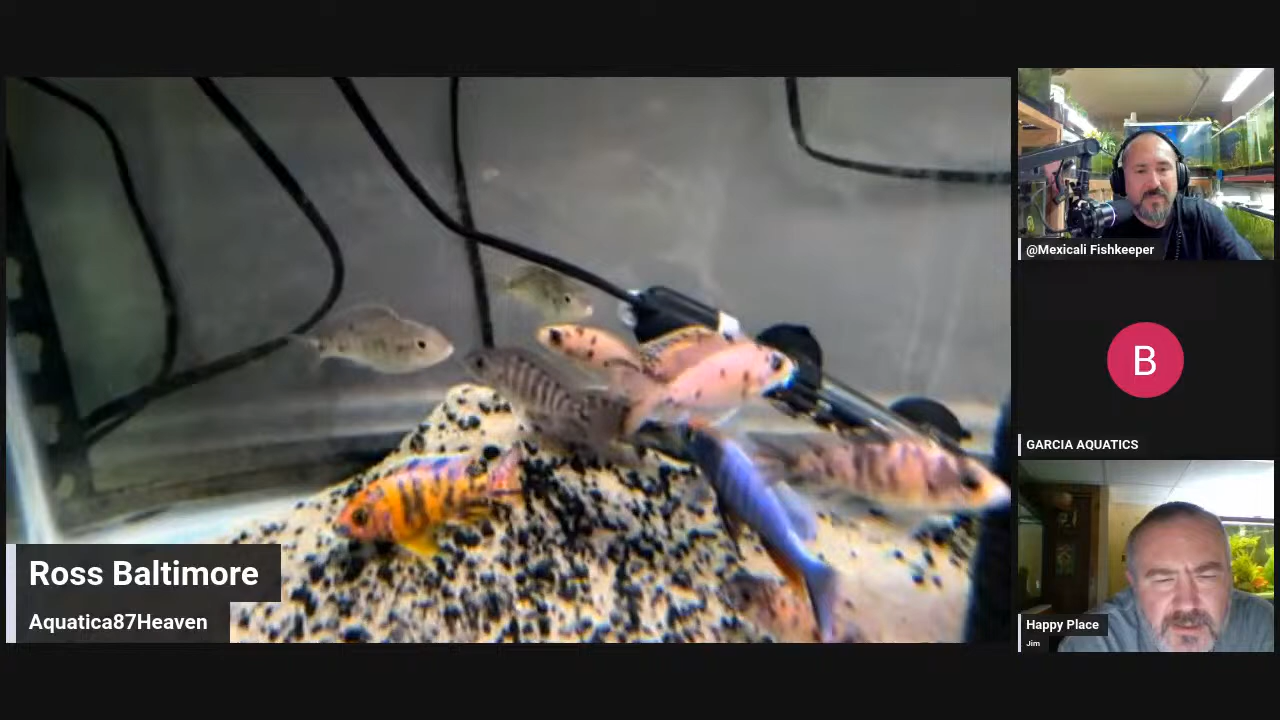 Ross Baltimore
Aquatica87Heaven
@Mexicali Fishkeeper
B
GARCIA AQUATICS
Happy Place
Jim